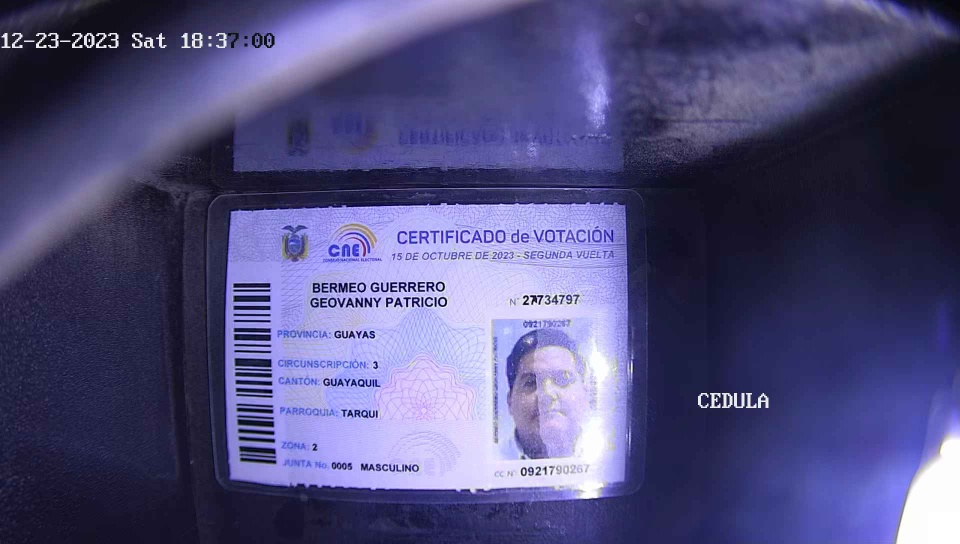 12-23-2023 Sat 18:37:00
CNE
CONSEJO NACIONAL ELECTORAL
CERTIFICADO de VOTACIÓN
15 DE OCTUBRE DE 2023 - SEGUNDA VUELTA
BERMEO GUERRERO
GEOVANNY PATRICIO
N° 27734797
0921790267
PROVINCIA: GUAYAS
CIRCUNSCRIPCIÓN: 3
CANTÓN: GUAYAQUIL
PARROQUIA: TARQUI
ZONA: 2
JUNTA No. 0005 MASCULINO
CC N°: 0921790267
CEDULA